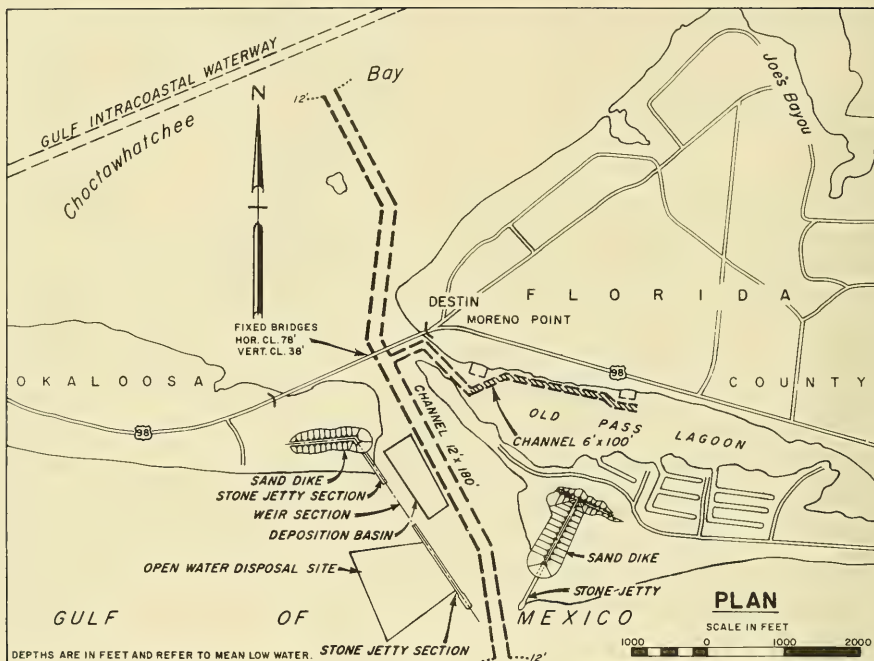 GULF INTRACOASTAL WATERWAY
Choctawhatchee
Bay
12'
N
Joe's Bayou
DESTIN
FLORIDA
MORENO POINT
FIXED BRIDGES
HOR. CL. 78'
VERT. CL. 38'
OKALOOSA
98
COUNTY
98
CHANNEL 12' x 180'
OLD PASS LAGOON
CHANNEL 6' x 100'
SAND DIKE
STONE JETTY SECTION
WEIR SECTION
DEPOSITION BASIN
OPEN WATER DISPOSAL SITE
SAND DIKE
STONE JETTY
GULF OF MEXICO
STONE JETTY SECTION
12'
PLAN
SCALE IN FEET
1000 0 1000 2000
DEPTHS ARE IN FEET AND REFER TO MEAN LOW WATER.